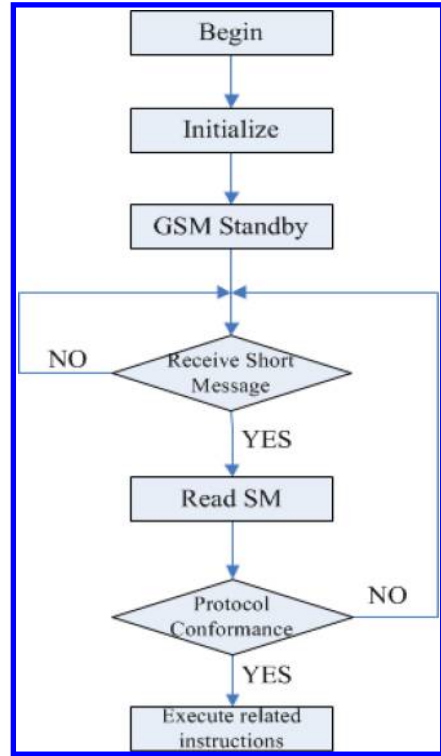 Begin
Initialize
GSM Standby
Receive Short
Message
NO
YES
Read SM
Protocol
Conformance
NO
YES
Execute related
instructions